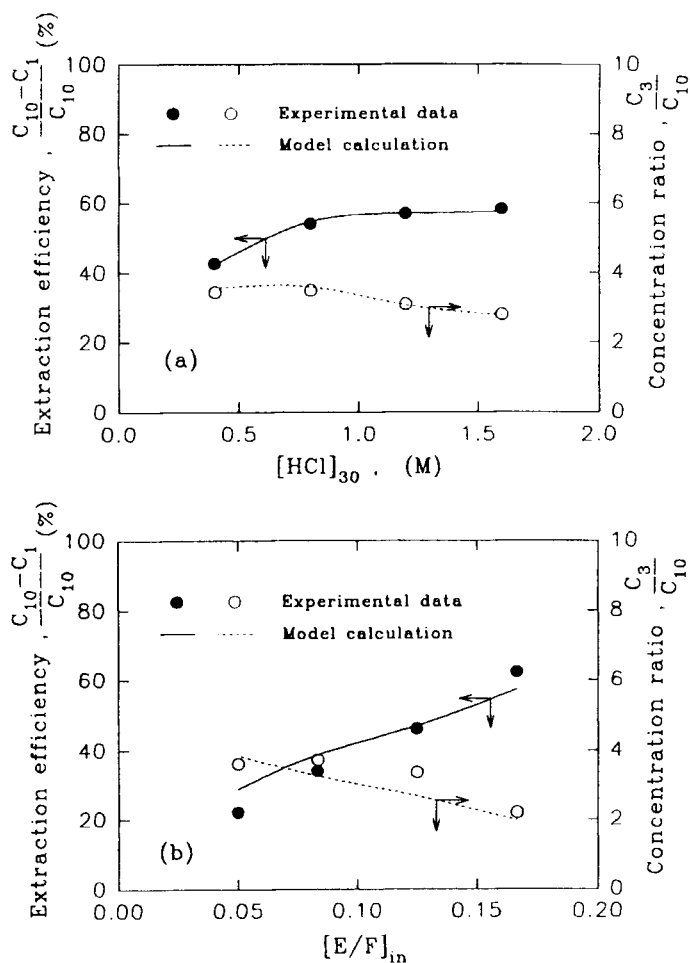 Extraction efficiency , C10-C1 / C10 (%)
100
80
60
40
20
0
Experimental data
Model calculation
(a)
10
8
6
4
2
0
Concentration ratio , C3 / C10
0.0 0.5 1.0 1.5 2.0
[HCl]30 , (M)
Extraction efficiency , C10-C1 / C10 (%)
100
80
60
40
20
0
Experimental data
Model calculation
(b)
10
8
6
4
2
0
Concentration ratio , C3 / C10
0.00 0.05 0.10 0.15 0.20
[E/F]in